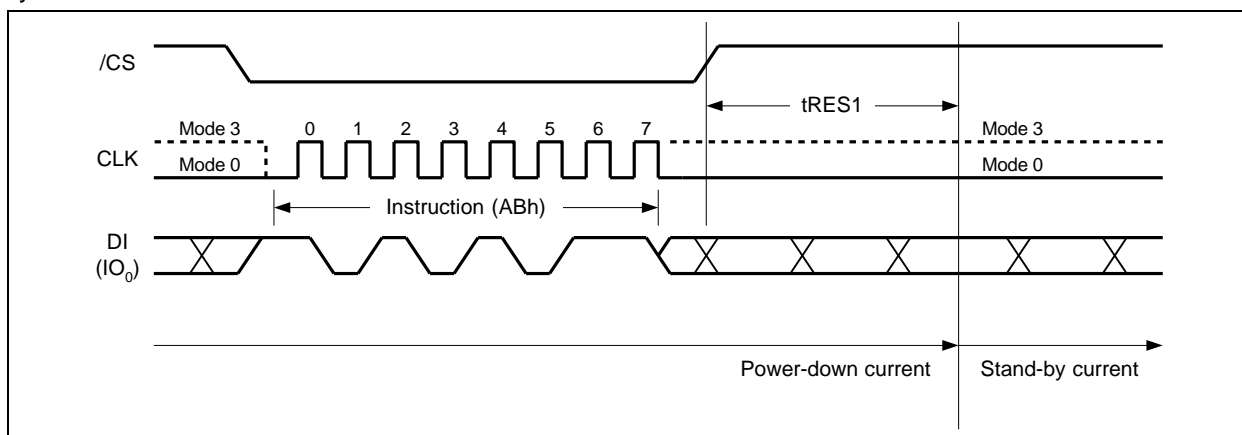 /CS
tRES1
Mode 3 0 1 2 3 4 5 6 7 Mode 3
CLK
Mode 0 Mode 0
Instruction (ABh)
DI
(IO0)
Power-down current Stand-by current